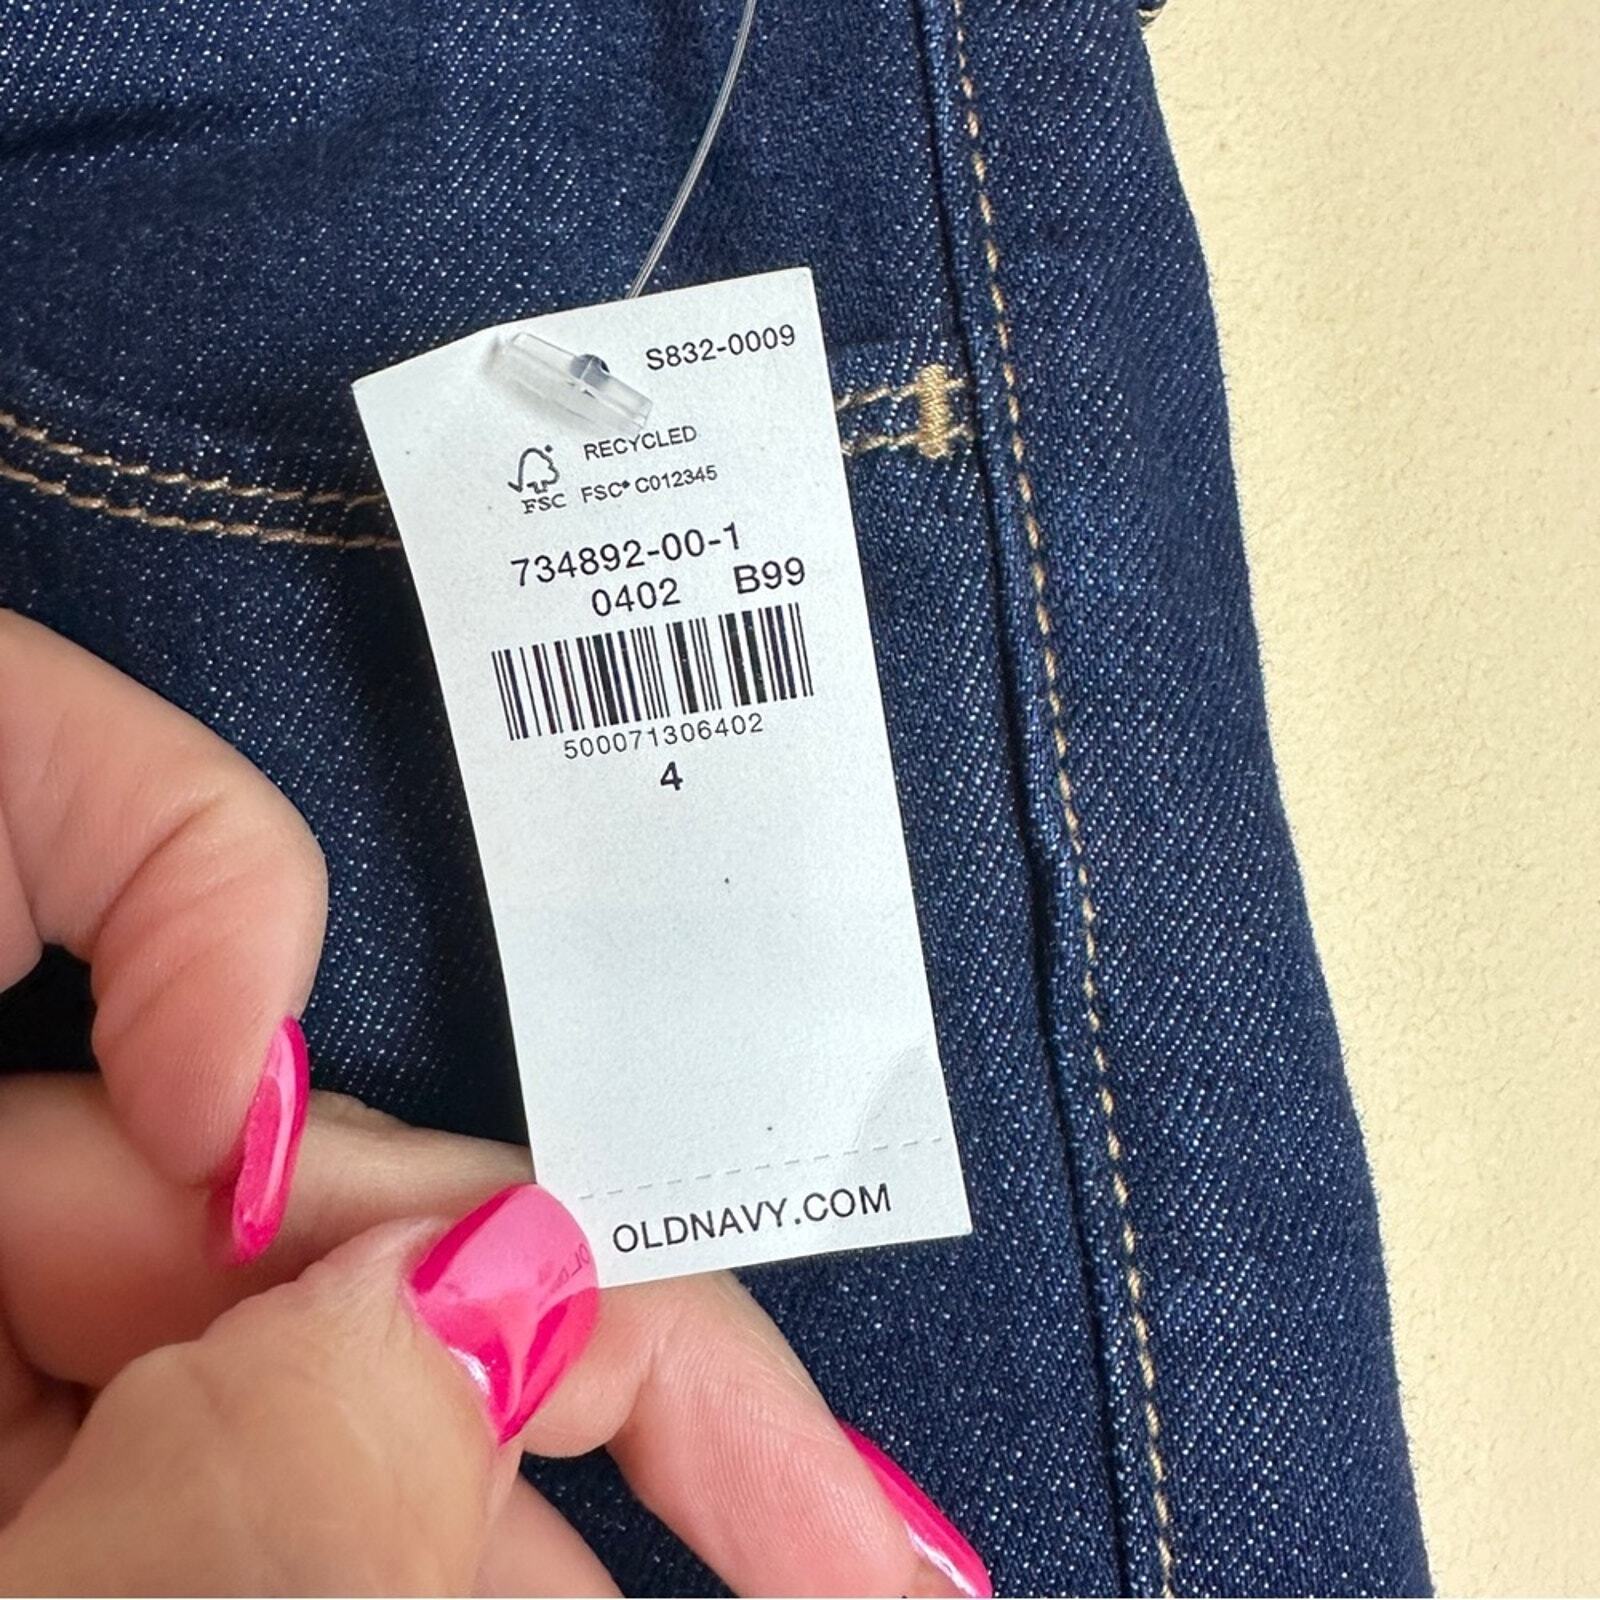 S832-0009
RECYCLED
FSC FSC® C012345
734892-00-1
0402 B99
500071306402
4
OLDNAVY.COM